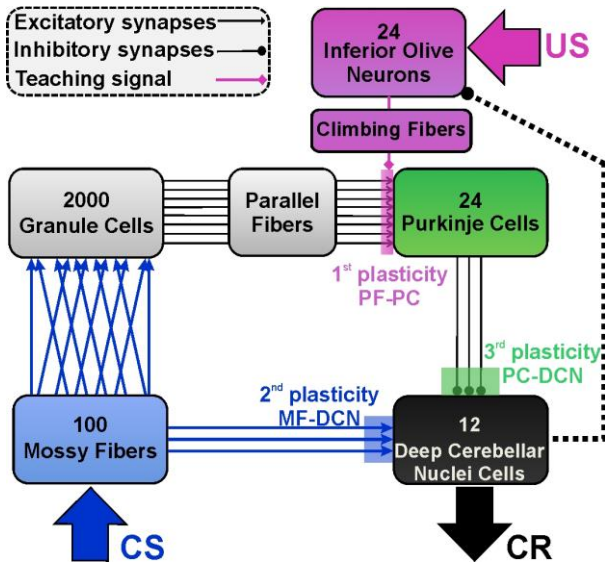 Excitatory synapses
Inhibitory synapses
Teaching signal
24
Inferior Olive
Neurons
US
Climbing Fibers
2000
Granule Cells
Parallel
Fibers
24
Purkinje Cells
1st plasticity
PF-PC
3rd plasticity
PC-DCN
2nd plasticity
MF-DCN
100
Mossy Fibers
12
Deep Cerebellar
Nuclei Cells
CS
CR